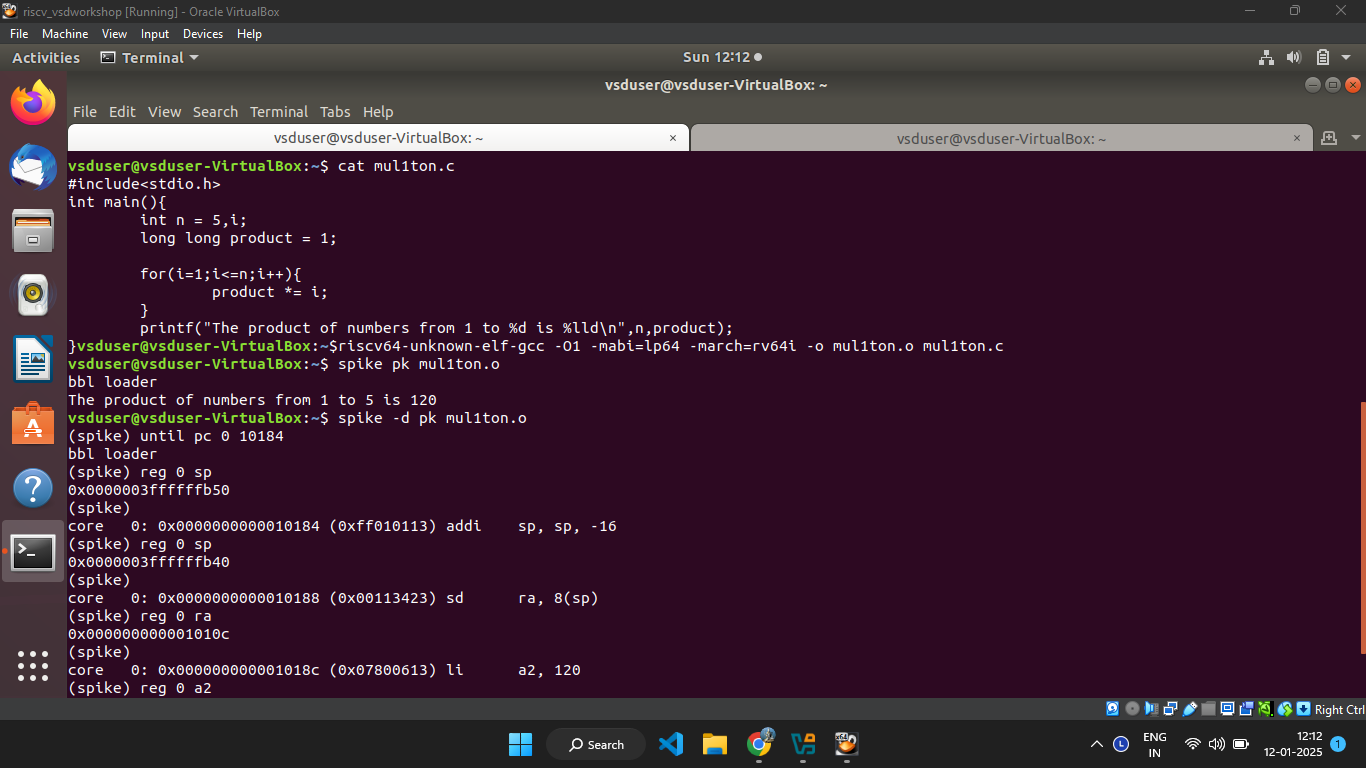 riscv_vsdworkshop [Running] - Oracle VirtualBox
File Machine View Input Devices Help
Activities Terminal Sun 12:12
vsduser@vsduser-VirtualBox: ~
File Edit View Search Terminal Tabs Help
vsduser@vsduser-VirtualBox: ~ × vsduser@vsduser-VirtualBox: ~ ×
vsduser@vsduser-VirtualBox:~$ cat mul1ton.c
#include<stdio.h>
int main(){
        int n = 5,i;
        long long product = 1;

        for(i=1;i<=n;i++){
                product *= i;
        }
        printf("The product of numbers from 1 to %d is %lld\n",n,product);
}vsduser@vsduser-VirtualBox:~$riscv64-unknown-elf-gcc -O1 -mabi=lp64 -march=rv64i -o mul1ton.o mul1ton.c
vsduser@vsduser-VirtualBox:~$ spike pk mul1ton.o
bbl loader
The product of numbers from 1 to 5 is 120
vsduser@vsduser-VirtualBox:~$ spike -d pk mul1ton.o
(spike) until pc 0 10184
bbl loader
(spike) reg 0 sp
0x0000003ffffffb50
(spike)
core   0: 0x0000000000010184 (0xff010113) addi    sp, sp, -16
(spike) reg 0 sp
0x0000003ffffffb40
(spike)
core   0: 0x0000000000010188 (0x00113423) sd      ra, 8(sp)
(spike) reg 0 ra
0x000000000001010c
(spike)
core   0: 0x000000000001018c (0x07800613) li      a2, 120
(spike) reg 0 a2
Right Ctrl
Search
ENG
IN
12:12
12-01-2025
1